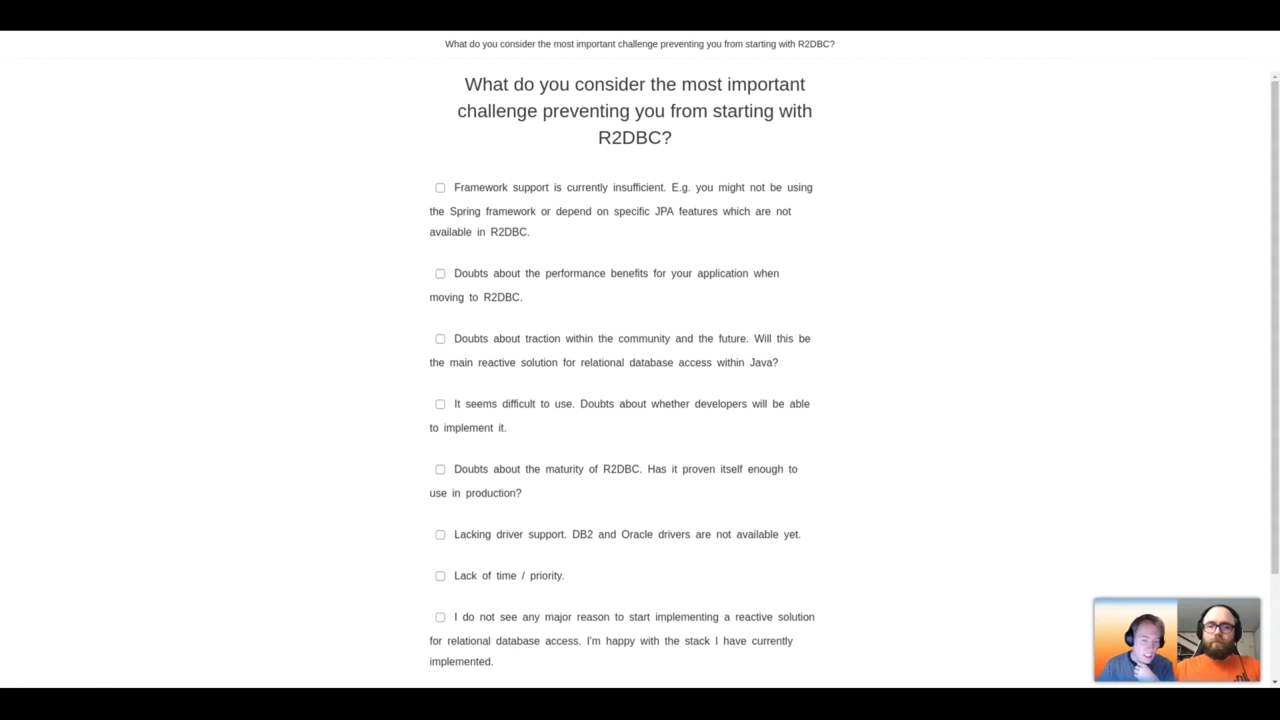 What do you consider the most important challenge preventing you from starting with R2DBC?
What do you consider the most important
challenge preventing you from starting with
R2DBC?
Framework support is currently insufficient. E.g. you might not be using
the Spring framework or depend on specific JPA features which are not
available in R2DBC.
Doubts about the performance benefits for your application when
moving to R2DBC.
Doubts about traction within the community and the future. Will this be
the main reactive solution for relational database access within Java?
It seems difficult to use. Doubts about whether developers will be able
to implement it.
Doubts about the maturity of R2DBC. Has it proven itself enough to
use in production?
Lacking driver support. DB2 and Oracle drivers are not available yet.
Lack of time / priority.
I do not see any major reason to start implementing a reactive solution
for relational database access. I'm happy with the stack I have currently
implemented.